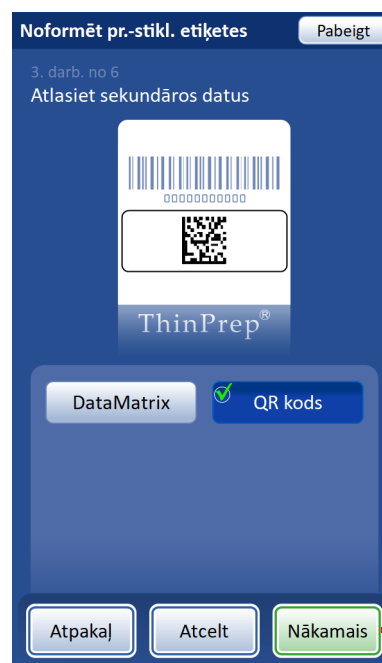 Noformēt pr.-stikl. etiķetes
Pabeigt
3. darb. no 6
Atlasiet sekundāros datus
00000000000
ThinPrep®
DataMatrix
QR kods
Atpakaļ
Atcelt
Nākamais